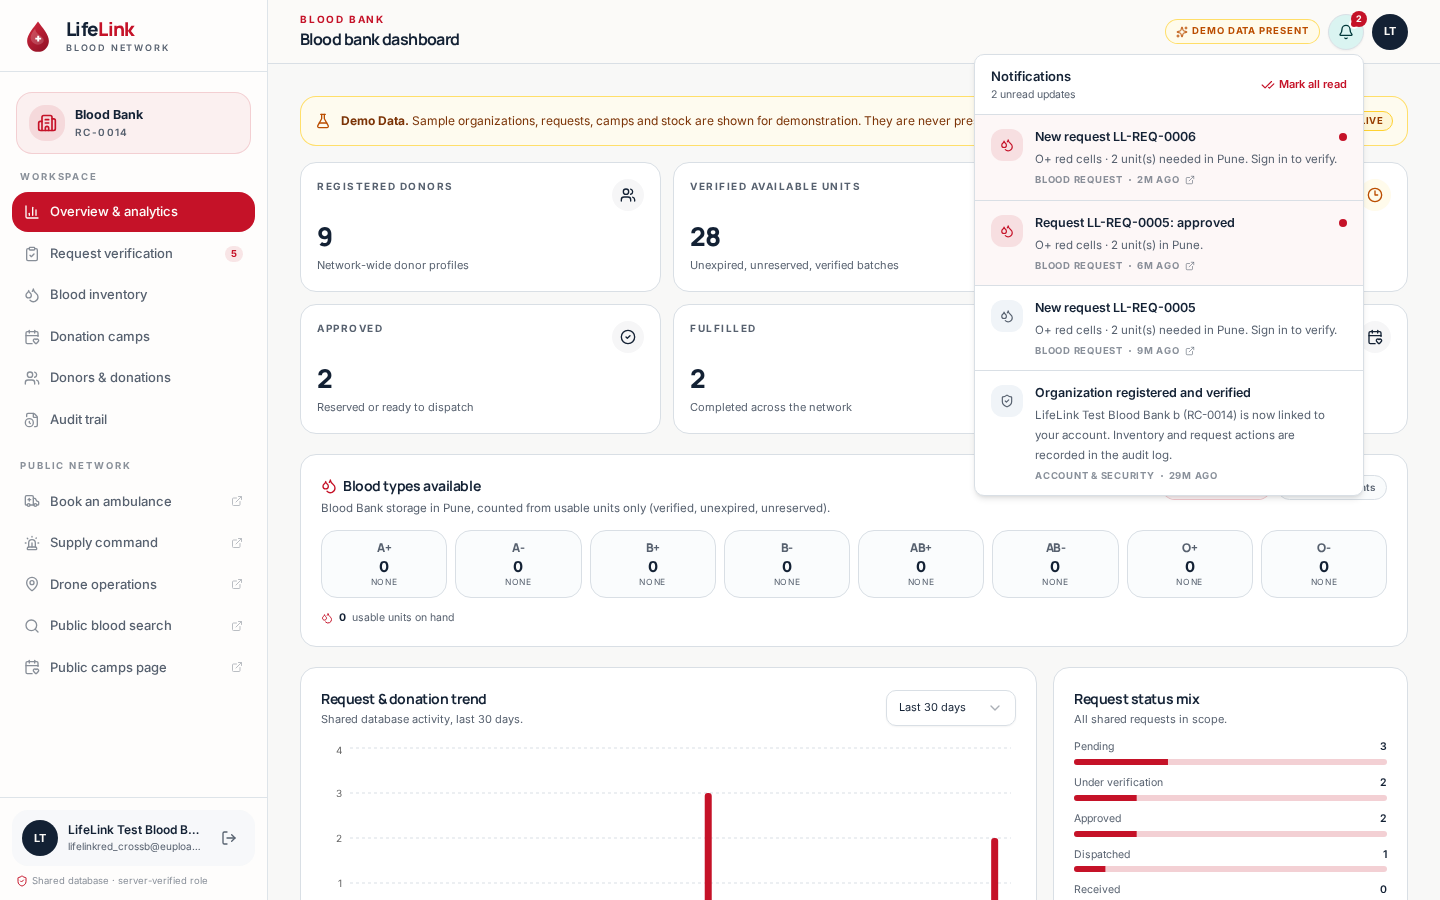 LifeLink
BLOOD NETWORK
Blood Bank
RC-0014
WORKSPACE
Overview & analytics
Request verification
5
Blood inventory
Donation camps
Donors & donations
Audit trail
PUBLIC NETWORK
Book an ambulance
Supply command
Drone operations
Public blood search
Public camps page
LT
LifeLink Test Blood B...
lifelinkred_crossb@euploa...
Shared database · server-verified role
BLOOD BANK
Blood bank dashboard
DEMO DATA PRESENT
2
LT
Demo Data. Sample organizations, requests, camps and stock are shown for demonstration. They are never pre
LIVE
Notifications
2 unread updates
Mark all read
New request LL-REQ-0006
O+ red cells · 2 unit(s) needed in Pune. Sign in to verify.
BLOOD REQUEST • 2M AGO
Request LL-REQ-0005: approved
O+ red cells · 2 unit(s) in Pune.
BLOOD REQUEST • 6M AGO
New request LL-REQ-0005
O+ red cells · 2 unit(s) needed in Pune. Sign in to verify.
BLOOD REQUEST • 9M AGO
Organization registered and verified
LifeLink Test Blood Bank b (RC-0014) is now linked to
your account. Inventory and request actions are
recorded in the audit log.
ACCOUNT & SECURITY • 29M AGO
REGISTERED DONORS
9
Network-wide donor profiles
VERIFIED AVAILABLE UNITS
28
Unexpired, unreserved, verified batches
APPROVED
2
Reserved or ready to dispatch
FULFILLED
2
Completed across the network
Blood types available
Blood Bank storage in Pune, counted from usable units only (verified, unexpired, unreserved).
nts
A+ A- B+ B- AB+ AB- O+ O-
0 0 0 0 0 0 0 0
NONE NONE NONE NONE NONE NONE NONE NONE
0 usable units on hand
Request & donation trend
Shared database activity, last 30 days.
Last 30 days
4
3
2
1
Request status mix
All shared requests in scope.
Pending 3
Under verification 2
Approved 2
Dispatched 1
Received 0